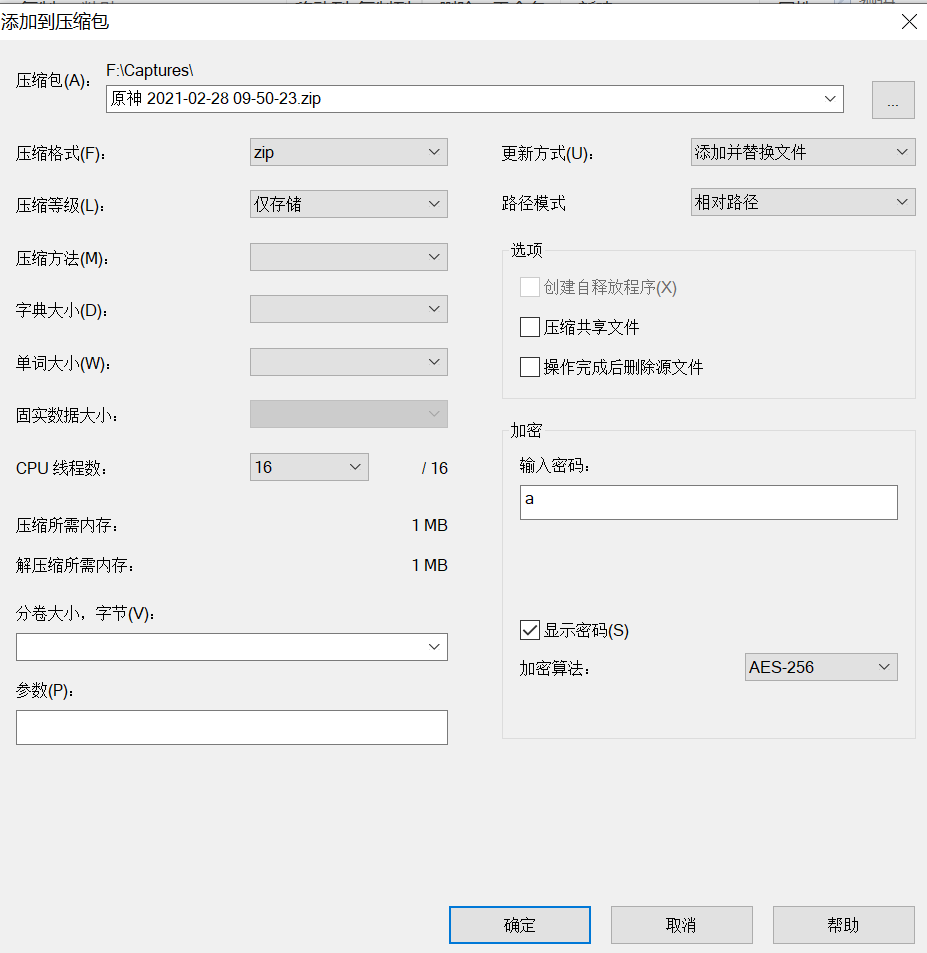 添加到压缩包
压缩包(A)：
F:\Captures\
原神 2021-02-28 09-50-23.zip
...
压缩格式(F)：
zip
压缩等级(L)：
仅存储
压缩方法(M)：
字典大小(D)：
单词大小(W)：
固实数据大小：
CPU 线程数：
16
/ 16
压缩所需内存：
1 MB
解压缩所需内存：
1 MB
分卷大小，字节(V)：
参数(P)：
更新方式(U)：
添加并替换文件
路径模式
相对路径
选项
创建自释放程序(X)
压缩共享文件
操作完成后删除源文件
加密
输入密码：
a
显示密码(S)
加密算法：
AES-256
确定
取消
帮助